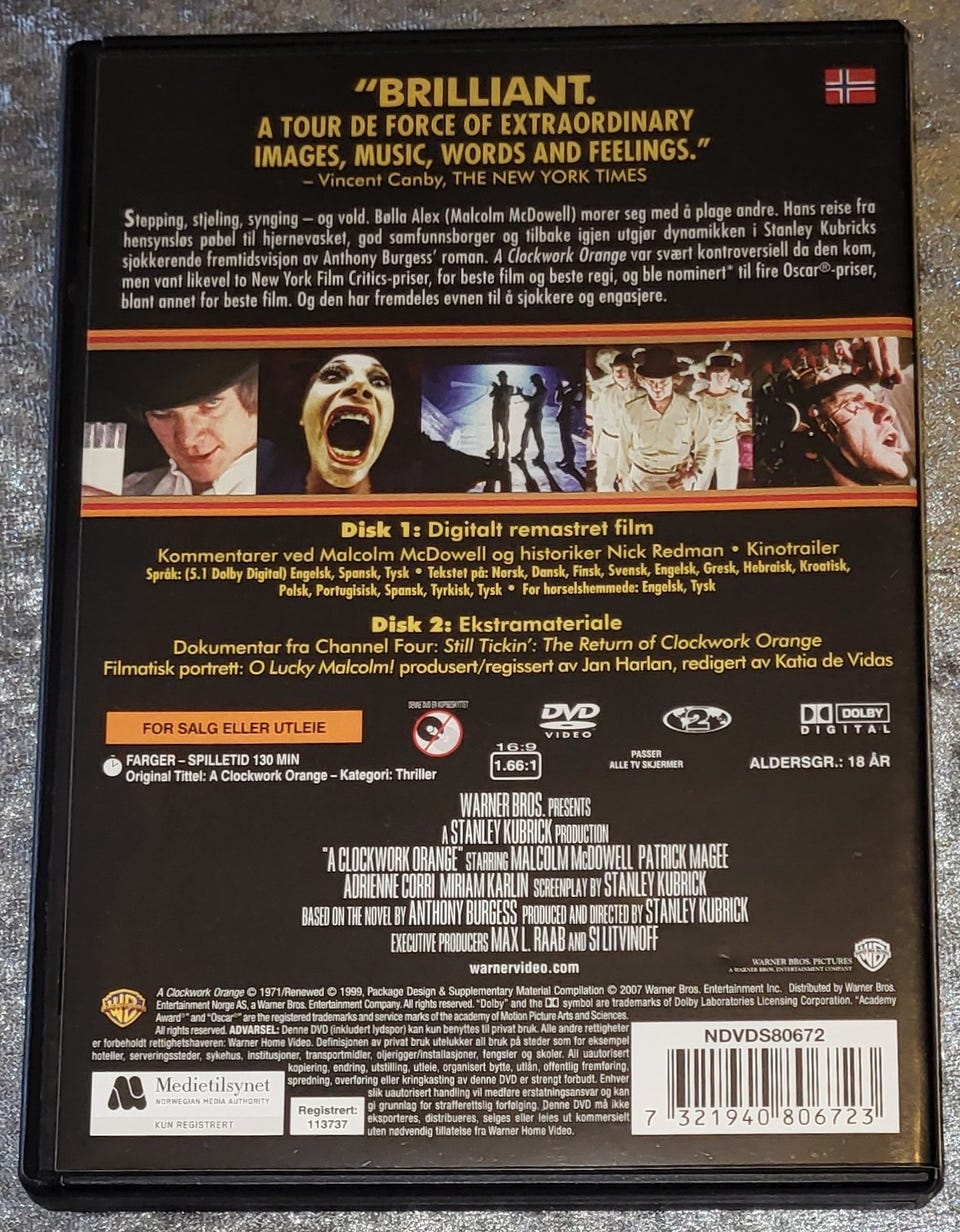 “BRILLIANT.
A TOUR DE FORCE OF EXTRAORDINARY
IMAGES, MUSIC, WORDS AND FEELINGS.”
– Vincent Canby, THE NEW YORK TIMES
Stepping, stjeling, synging – og vold. Bølla Alex (Malcolm McDowell) morer seg med å plage andre. Hans reise fra
hensynsløs pøbel til hjernevasket, god samfunnsborger og tilbake igjen utgjør dynamikken i Stanley Kubricks
sjokkerende fremtidsvisjon av Anthony Burgess’ roman. A Clockwork Orange var svært kontroversiell da den kom,
men vant likevel to New York Film Critics-priser, for beste film og beste regi, og ble nominert* til fire Oscar®-priser,
blant annet for beste film. Og den har fremdeles evnen til å sjokkere og engasjere.
Disk 1: Digitalt remastret film
Kommentarer ved Malcolm McDowell og historiker Nick Redman • Kinotrailer
Språk: (5.1 Dolby Digital) Engelsk, Spansk, Tysk • Tekstet på: Norsk, Dansk, Finsk, Svensk, Engelsk, Gresk, Hebraisk, Kroatisk,
Polsk, Portugisisk, Spansk, Tyrkisk, Tysk • For hørselshemmede: Engelsk, Tysk
Disk 2: Ekstramateriale
Dokumentar fra Channel Four: Still Tickin’: The Return of Clockwork Orange
Filmatisk portrett: O Lucky Malcolm! produsert/regissert av Jan Harlan, redigert av Katia de Vidas
FOR SALG ELLER UTLEIE
DENNE DVD ER KOPIBESKYTTET
DVD
VIDEO
2
DOLBY
DIGITAL
FARGER – SPILLETID 130 MIN
Original Tittel: A Clockwork Orange – Kategori: Thriller
16:9
1.66:1
PASSER
ALLE TV SKJERMER
ALDERSGR.: 18 ÅR
WARNER BROS. PRESENTS
A STANLEY KUBRICK PRODUCTION
"A CLOCKWORK ORANGE" STARRING MALCOLM McDOWELL PATRICK MAGEE
ADRIENNE CORRI MIRIAM KARLIN SCREENPLAY BY STANLEY KUBRICK
BASED ON THE NOVEL BY ANTHONY BURGESS PRODUCED AND DIRECTED BY STANLEY KUBRICK
EXECUTIVE PRODUCERS MAX L. RAAB AND SI LITVINOFF
warnervideo.com
WARNER BROS. PICTURES
A WARNER BROS. ENTERTAINMENT COMPANY
A Clockwork Orange © 1971/Renewed © 1999, Package Design & Supplementary Material Compilation © 2007 Warner Bros. Entertainment Inc. Distributed by Warner Bros.
Entertainment Norge AS, a Warner Bros. Entertainment Company. All rights reserved. “Dolby” and the DD symbol are trademarks of Dolby Laboratories Licensing Corporation. “Academy
Award®” and “Oscar®” are the registered trademarks and service marks of the academy of Motion Picture Arts and Sciences.
All rights reserved. ADVARSEL: Denne DVD (inkludert lydspor) kan kun benyttes til privat bruk. Alle andre rettigheter
er forbeholdt rettighetshaveren: Warner Home Video. Definisjonen av privat bruk utelukker all bruk på steder som for eksempel
hoteller, serveringssteder, sykehus, institusjoner, transportmidler, oljerigger/installasjoner, fengsler og skoler. All uautorisert
kopiering, endring, utstilling, utleie, organisert bytte, utlån, offentlig fremføring,
spredning, overføring eller kringkasting av denne DVD er strengt forbudt. Enhver
slik uautorisert handling vil medføre erstatningsansvar og kan
gi grunnlag for strafferettslig forfølging. Denne DVD må ikke
eksporteres, distribueres, selges eller leies ut kommersielt
uten nødvendig tillatelse fra Warner Home Video.
Medietilsynet
NORWEGIAN MEDIA AUTHORITY
KUN REGISTRERT
Registrert:
113737
NDVDS80672
7 321940 806723